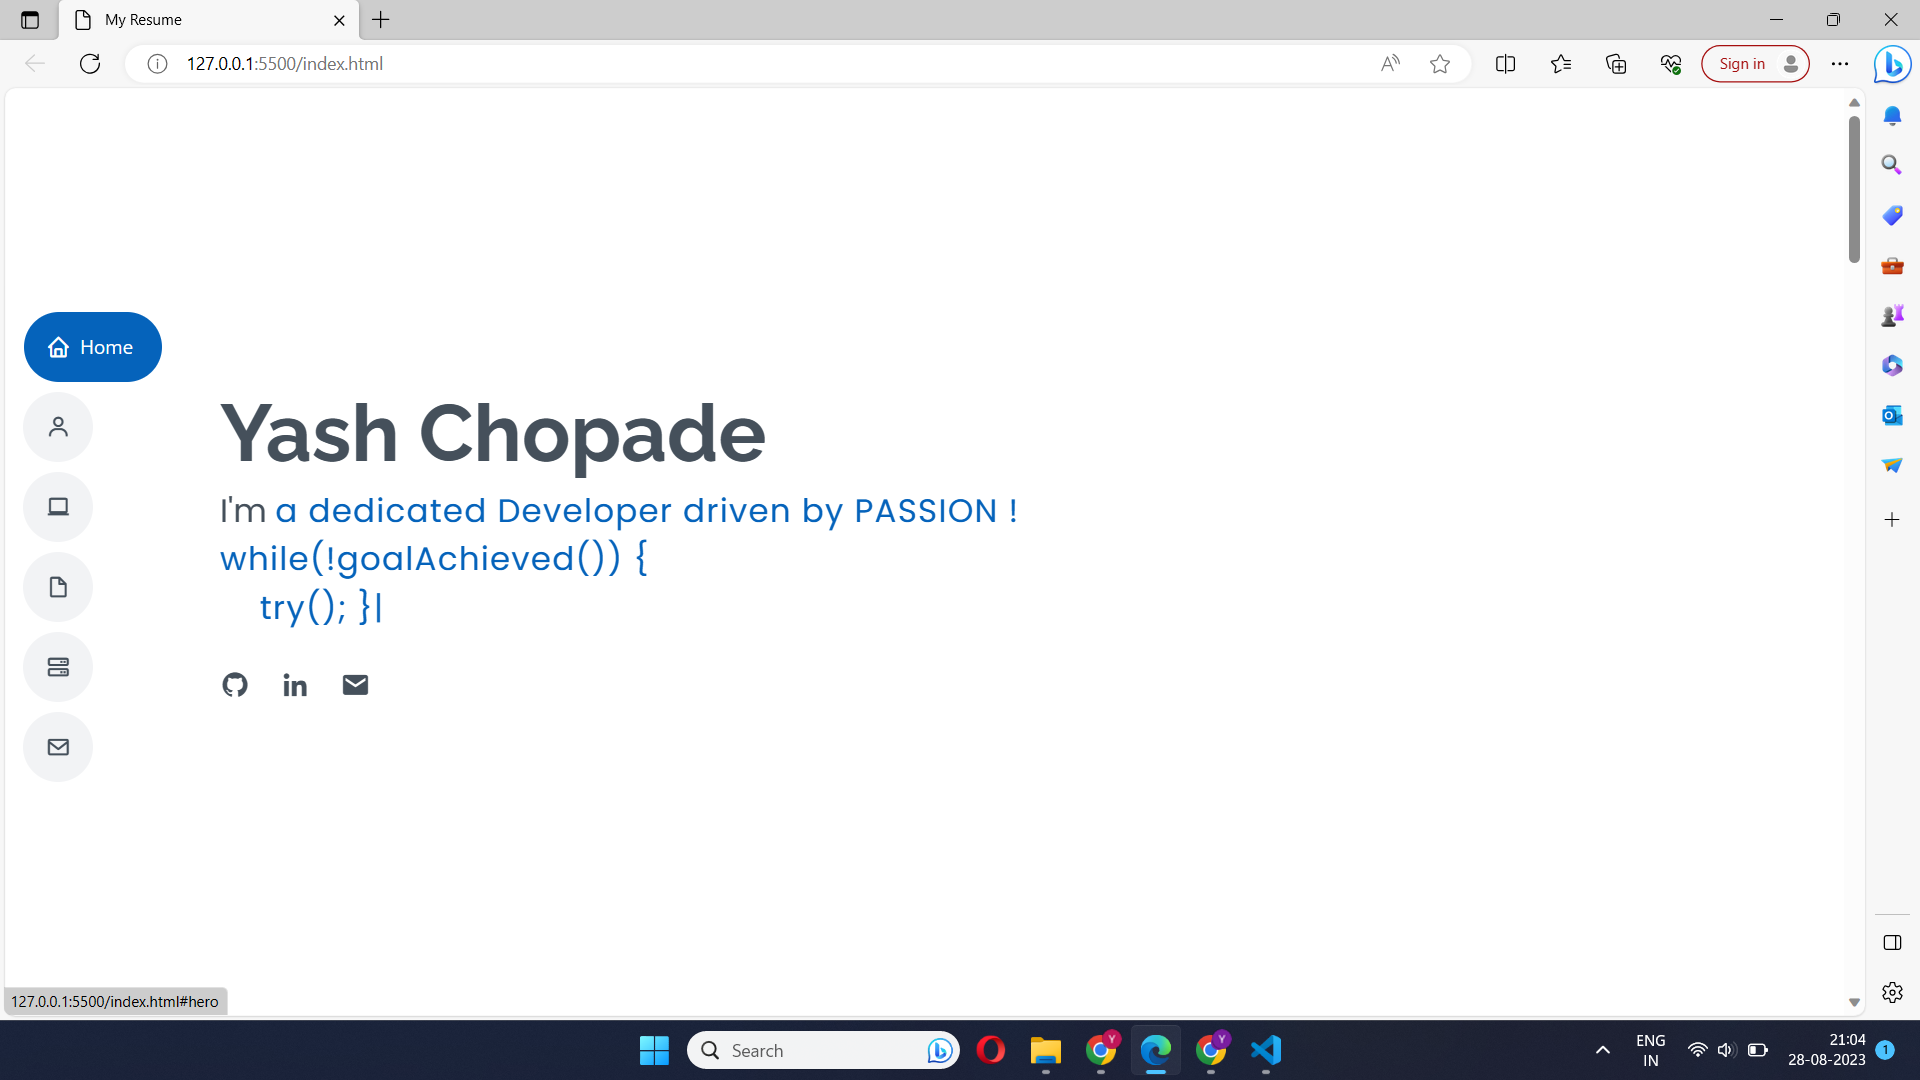 My Resume
127.0.0.1:5500/index.html
Sign in
Home
Yash Chopade
I'm a dedicated Developer driven by PASSION !
while(!goalAchieved()) {
try(); }|
127.0.0.1:5500/index.html#hero
Search
Y
Y
ENG
IN
21:04
28-08-2023
1